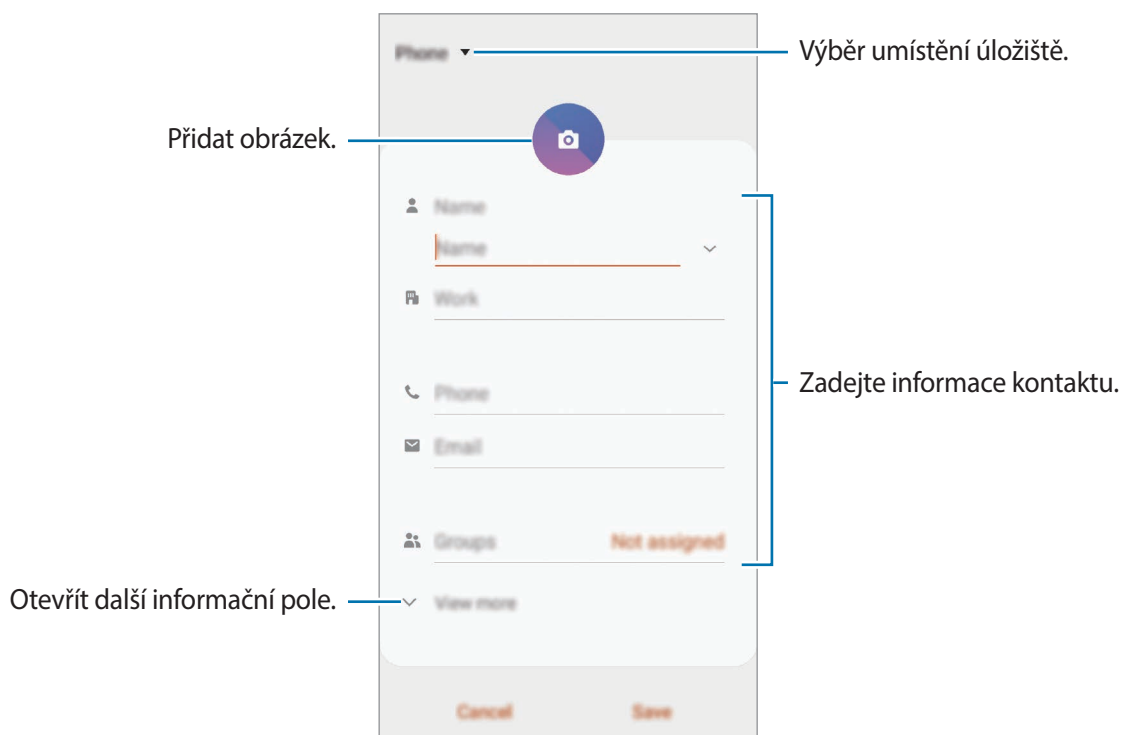 Phone
Výběr umístění úložiště.
Přidat obrázek.
Name
Name
Work
Phone
Zadejte informace kontaktu.
Email
Groups Not assigned
Otevřít další informační pole.
View more
Cancel Save